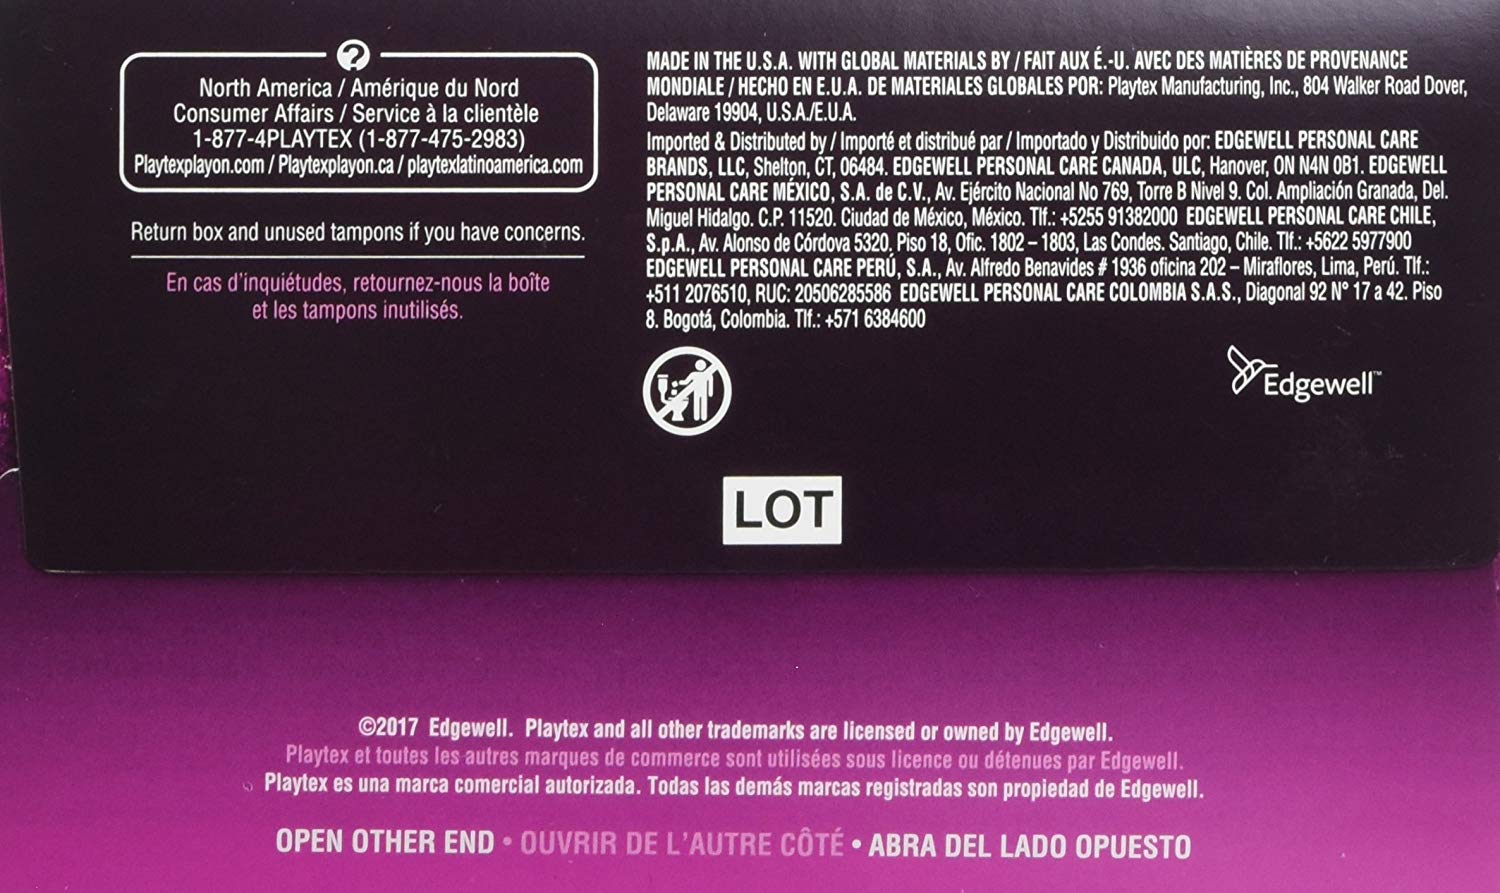 ?
North America / Amérique du Nord
Consumer Affairs / Service à la clientèle
1-877-4PLAYTEX (1-877-475-2983)
Playtexplayon.com / Playtexplayon.ca / playtexlatinoamerica.com
Return box and unused tampons if you have concerns.
En cas d'inquiétudes, retournez-nous la boîte
et les tampons inutilisés.
MADE IN THE U.S.A. WITH GLOBAL MATERIALS BY / FAIT AUX É.-U. AVEC DES MATIÈRES DE PROVENANCE
MONDIALE / HECHO EN E.U.A. DE MATERIALES GLOBALES POR: Playtex Manufacturing, Inc., 804 Walker Road Dover,
Delaware 19904, U.S.A./E.U.A.
Imported & Distributed by / Importé et distribué par / Importado y Distribuido por: EDGEWELL PERSONAL CARE
BRANDS, LLC, Shelton, CT, 06484. EDGEWELL PERSONAL CARE CANADA, ULC, Hanover, ON N4N 0B1. EDGEWELL
PERSONAL CARE MÉXICO, S.A. de C.V., Av. Ejército Nacional No 769, Torre B Nivel 9. Col. Ampliación Granada, Del.
Miguel Hidalgo. C.P. 11520. Ciudad de México, México. Tlf.: +5255 91382000 EDGEWELL PERSONAL CARE CHILE,
S.p.A., Av. Alonso de Córdova 5320. Piso 18, Ofic. 1802 – 1803, Las Condes. Santiago, Chile. Tlf.: +5622 5977900
EDGEWELL PERSONAL CARE PERÚ, S.A., Av. Alfredo Benavides # 1936 oficina 202 – Miraflores, Lima, Perú. Tlf.:
+511 2076510, RUC: 20506285586 EDGEWELL PERSONAL CARE COLOMBIA S.A.S., Diagonal 92 N° 17 a 42. Piso
8. Bogotá, Colombia. Tlf.: +571 6384600
Edgewell™
LOT
©2017 Edgewell. Playtex and all other trademarks are licensed or owned by Edgewell.
Playtex et toutes les autres marques de commerce sont utilisées sous licence ou détenues par Edgewell.
Playtex es una marca comercial autorizada. Todas las demás marcas registradas son propiedad de Edgewell.
OPEN OTHER END • OUVRIR DE L'AUTRE CÔTÉ • ABRA DEL LADO OPUESTO